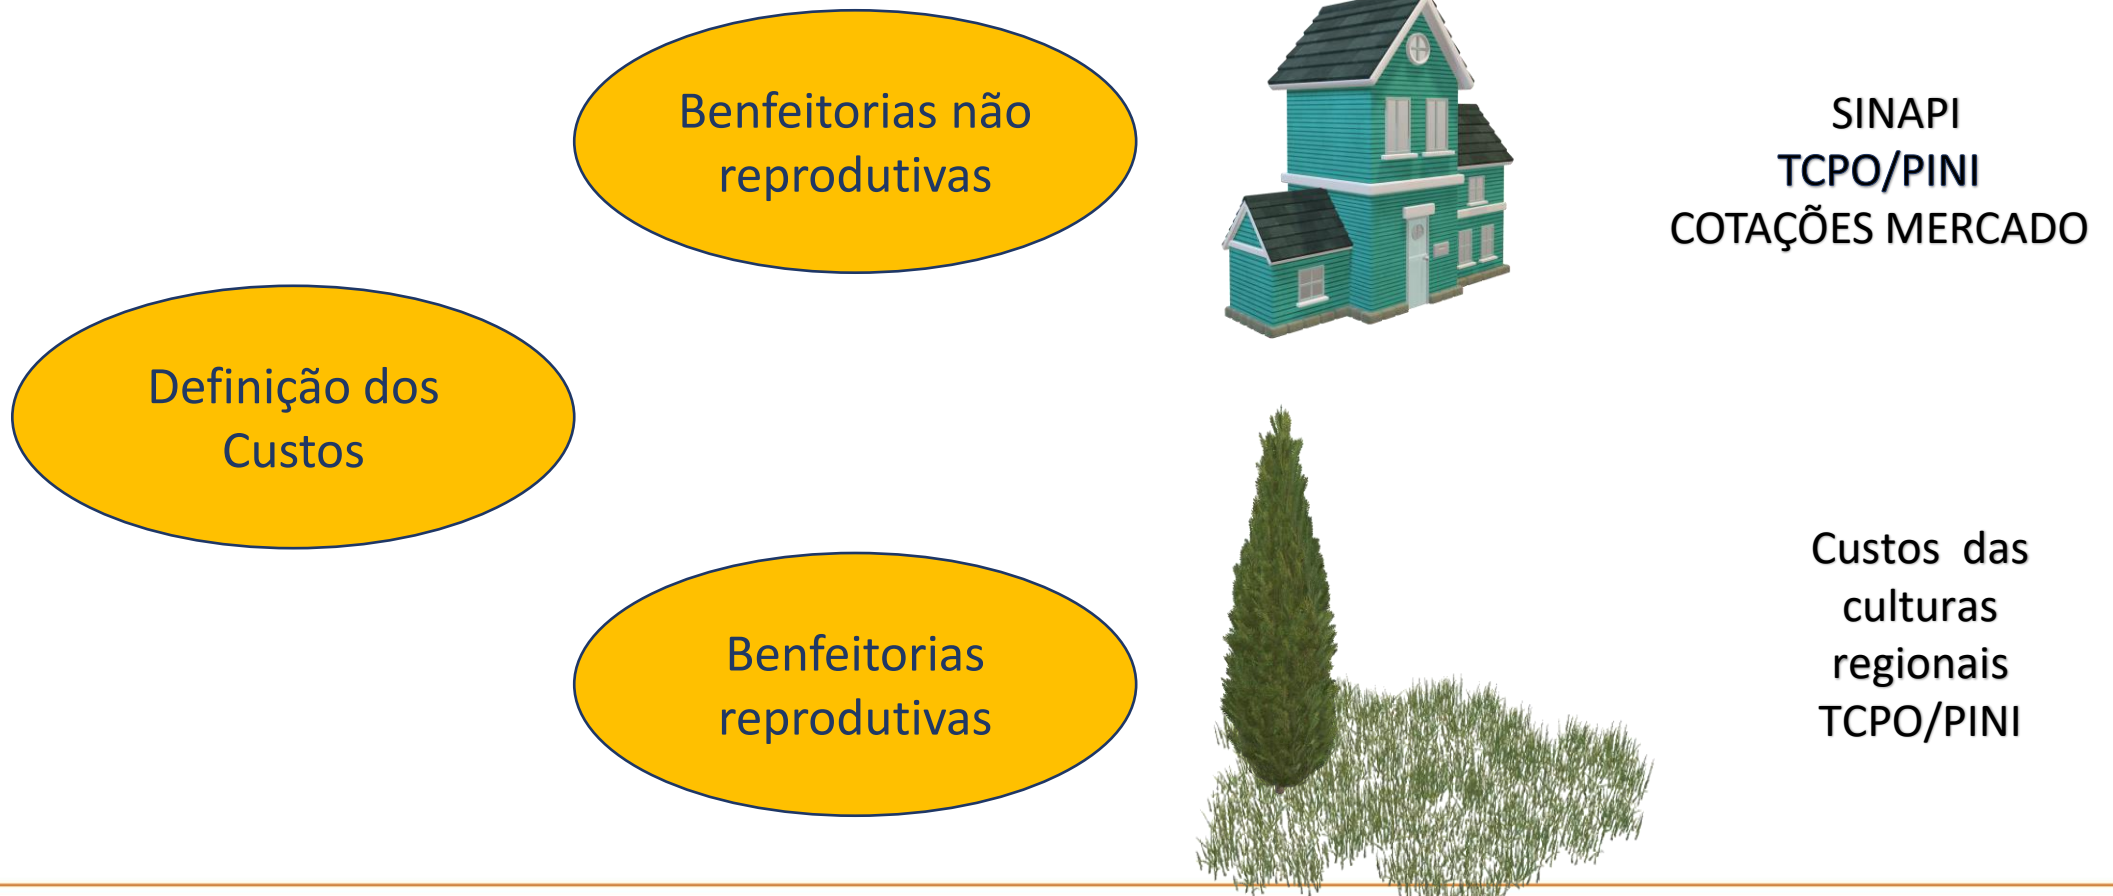 Benfeitorias não
reprodutivas
SINAPI
TCPO/PINI
COTAÇÕES MERCADO
Definição dos
Custos
Benfeitorias
reprodutivas
Custos das
culturas
regionais
TCPO/PINI